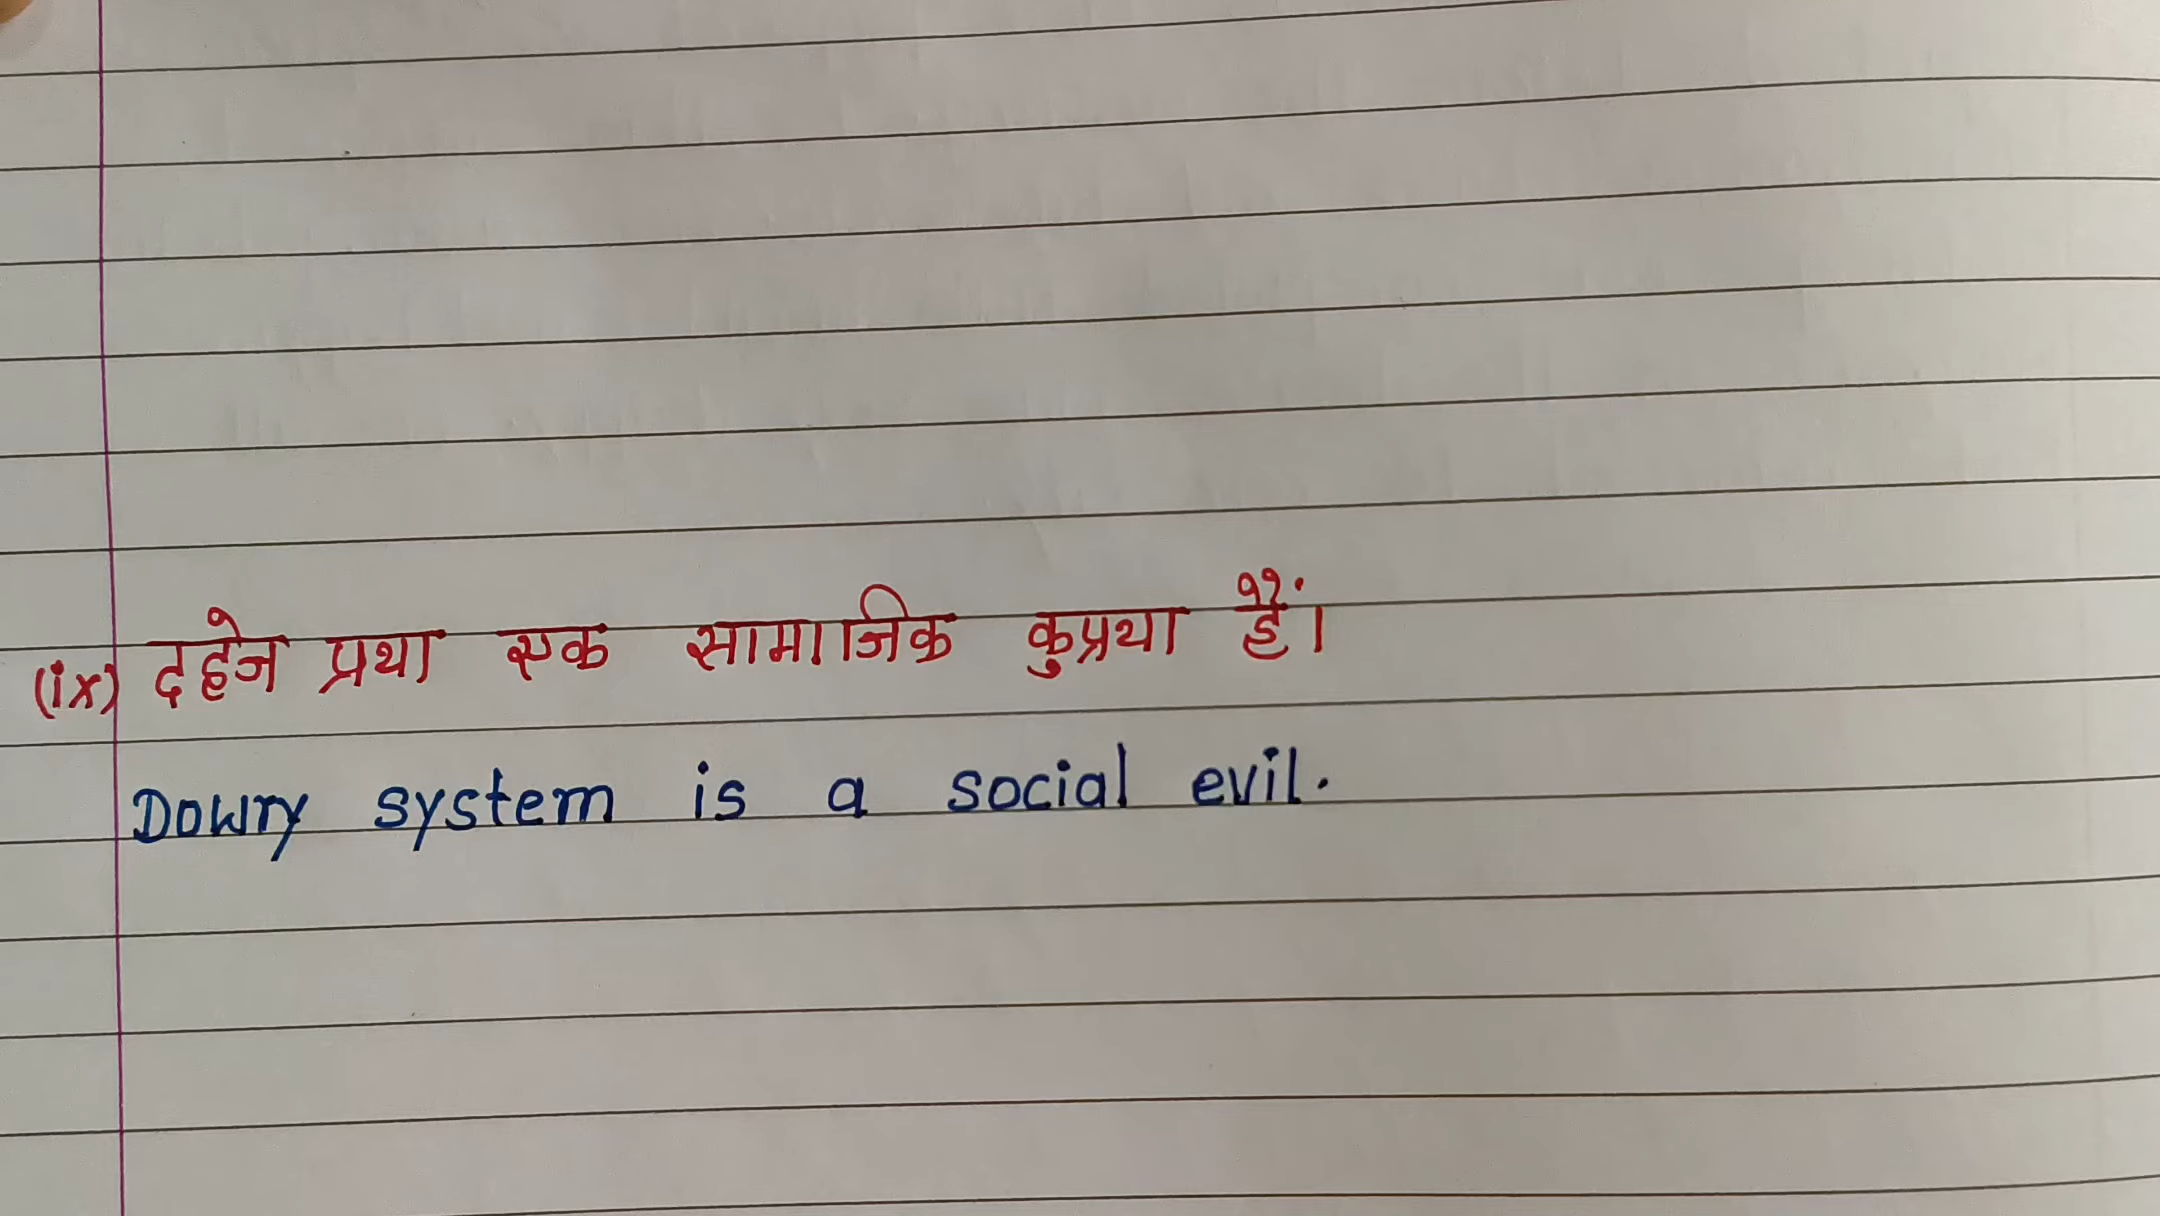 (ix) दहेज प्रथा एक सामाजिक कुप्रथा हैं।
Dowry system is a social evil.